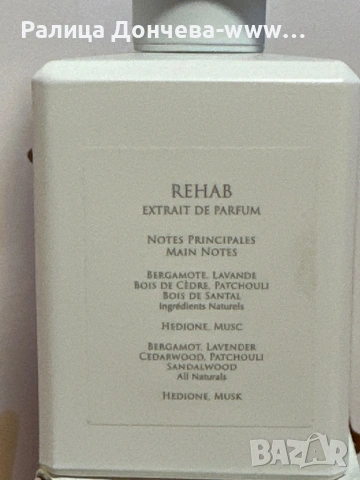 Ралица Дончева-www...
REHAB
EXTRAIT DE PARFUM
NOTES PRINCIPALES
MAIN NOTES
BERGAMOTE, LAVANDE
BOIS DE CÈDRE, PATCHOULI
BOIS DE SANTAL
Ingrédients Naturels
HEDIONE, MUSC
BERGAMOT, LAVENDER
CEDARWOOD, PATCHOULI
SANDALWOOD
All Naturals
HEDIONE, MUSK
BAZAR